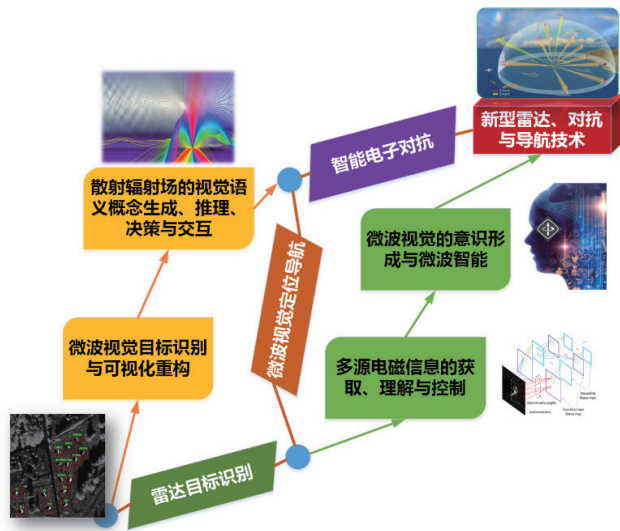 新型雷达、对抗
与导航技术
智能电子对抗
散射辐射场的视觉语
义概念生成、推理、
决策与交互
微波视觉的意识形
成与微波智能
微波视觉定位导航
微波视觉目标识别
与可视化重构
多源电磁信息的获
取、理解与控制
雷达目标识别